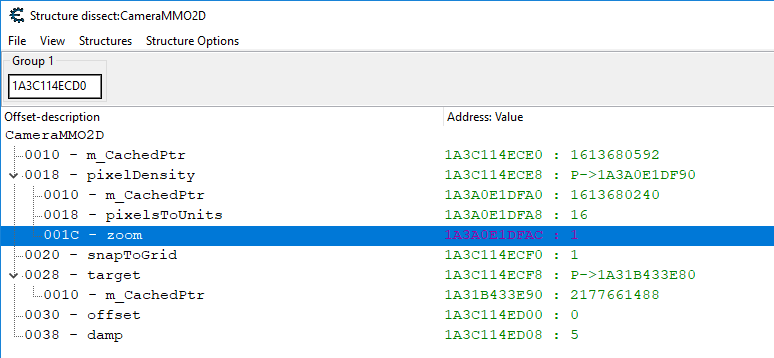 Structure dissect:CameraMMO2D
File View Structures Structure Options
Group 1
1A3C114ECD0
Offset-description Address: Value
CameraMMO2D
0010 - m_CachedPtr 1A3C114ECE0 : 1613680592
0018 - pixelDensity 1A3C114ECE8 : P->1A3A0E1DF90
0010 - m_CachedPtr 1A3A0E1DFA0 : 1613680240
0018 - pixelsToUnits 1A3A0E1DFA8 : 16
001C - zoom 1A3A0E1DFAC : 1
0020 - snapToGrid 1A3C114ECF0 : 1
0028 - target 1A3C114ECF8 : P->1A31B433E80
0010 - m_CachedPtr 1A31B433E90 : 2177661488
0030 - offset 1A3C114ED00 : 0
0038 - damp 1A3C114ED08 : 5